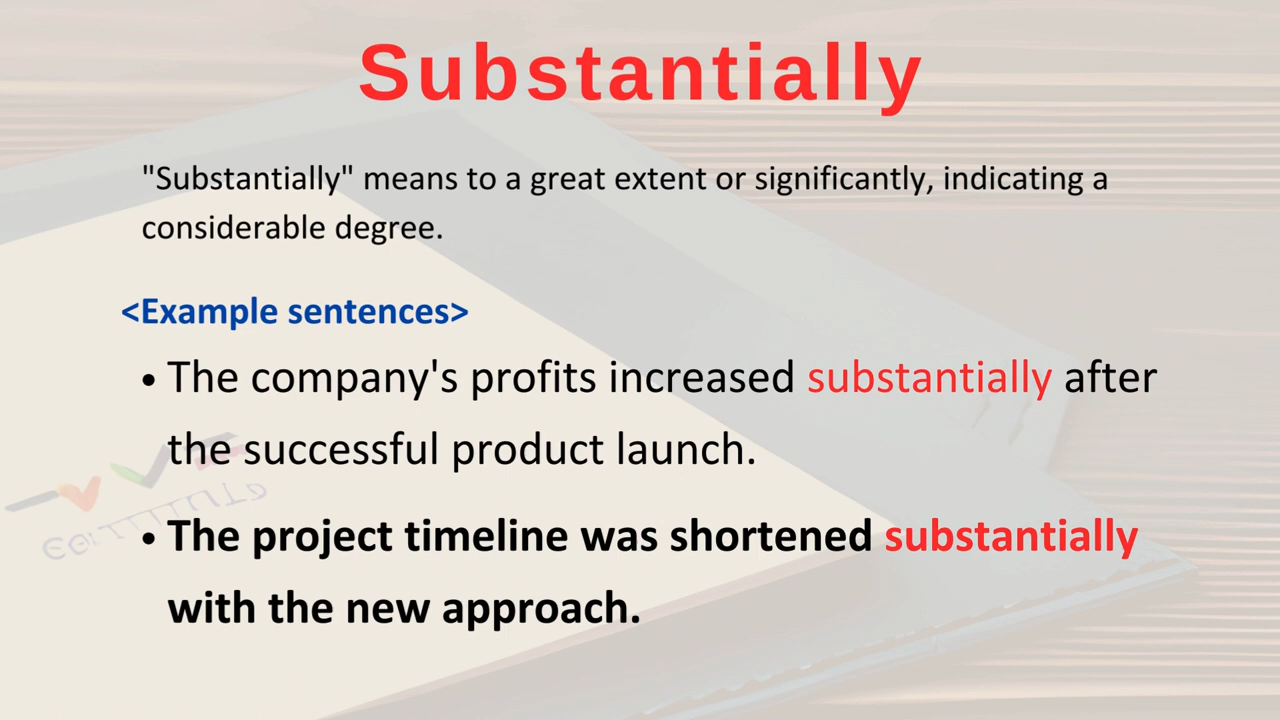 Substantially
"Substantially" means to a great extent or significantly, indicating a
considerable degree.
<Example sentences>
• The company's profits increased substantially after
the successful product launch.
• The project timeline was shortened substantially
with the new approach.